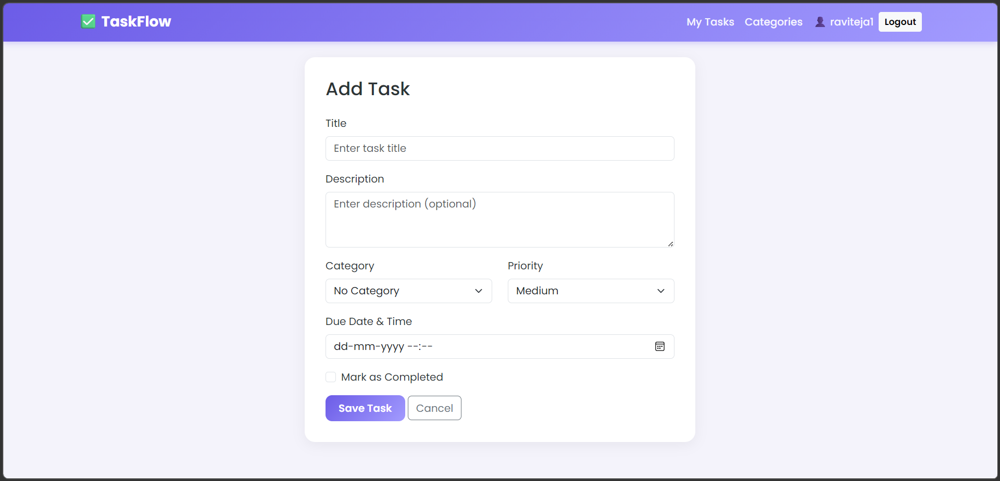 ✅ TaskFlow
My Tasks Categories 👤 raviteja1 Logout
Add Task
Title
Enter task title
Description
Enter description (optional)
Category Priority
No Category Medium
Due Date & Time
dd-mm-yyyy --:--
Mark as Completed
Save Task Cancel